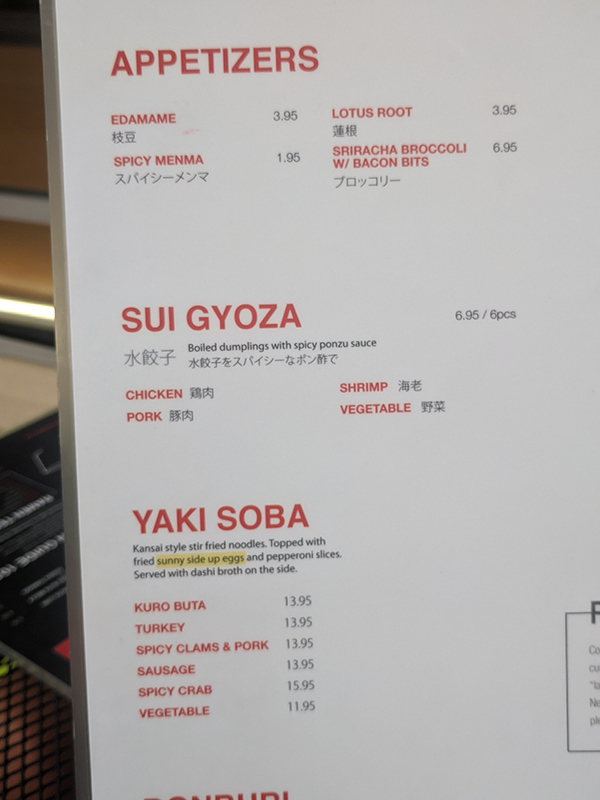 APPETIZERS
EDAMAME 3.95
枝豆
SPICY MENMA 1.95
スパイシーメンマ
LOTUS ROOT 3.95
蓮根
SRIRACHA BROCCOLI 6.95
W/ BACON BITS
ブロッコリー
SUI GYOZA 6.95 / 6pcs
水餃子 Boiled dumplings with spicy ponzu sauce
水餃子をスパイシーなポン酢で
CHICKEN 鶏肉
SHRIMP 海老
PORK 豚肉
VEGETABLE 野菜
YAKI SOBA
Kansai style stir fried noodles. Topped with
fried sunny side up eggs and pepperoni slices.
Served with dashi broth on the side.
KURO BUTA 13.95
TURKEY 13.95
SPICY CLAMS & PORK 13.95
SAUSAGE 13.95
SPICY CRAB 15.95
VEGETABLE 11.95
DONBURI